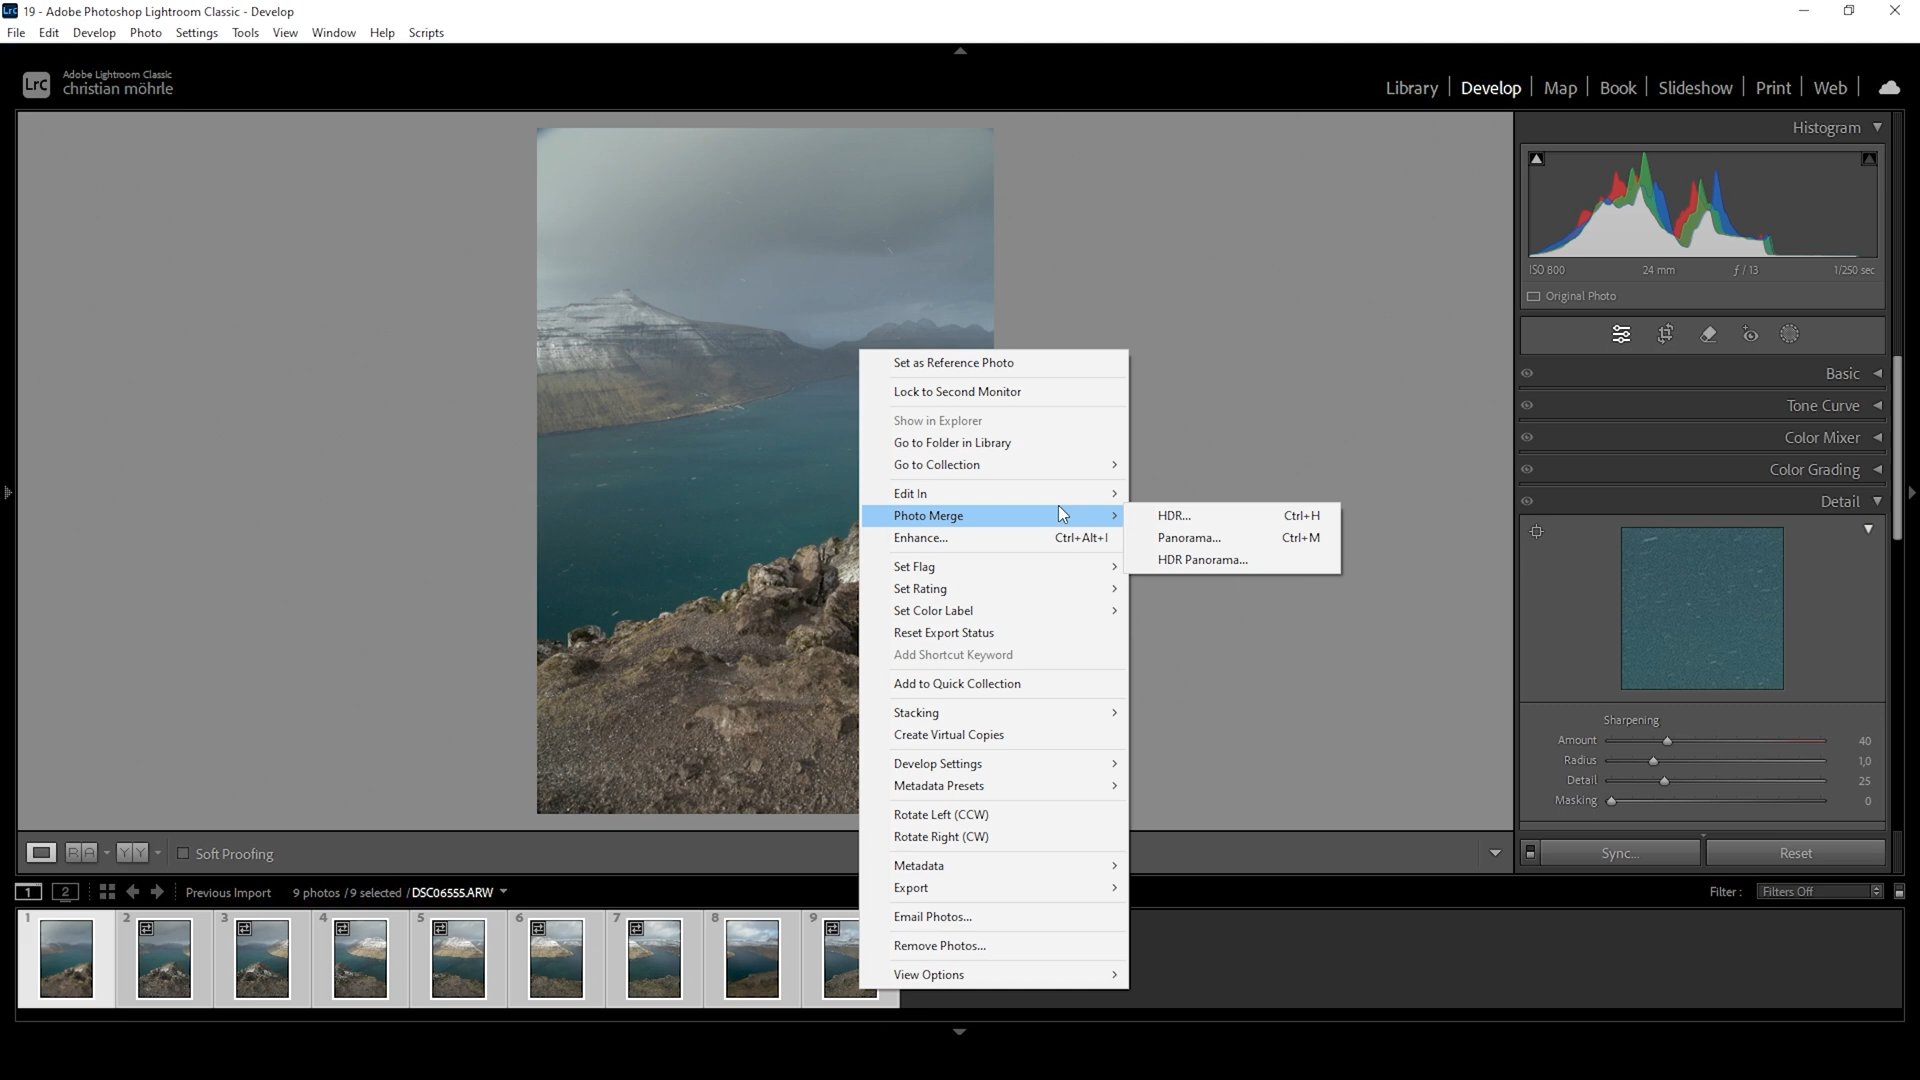 19 - Adobe Photoshop Lightroom Classic - Develop
File Edit Develop Photo Settings Tools View Window Help Scripts
LrC Adobe Lightroom Classic
christian möhrle
Library Develop Map Book Slideshow Print Web
Histogram
ISO 800 24 mm ƒ / 13 1/250 sec
Original Photo
Basic
Tone Curve
Color Mixer
Color Grading
Detail
Sharpening
Amount 40
Radius 1,0
Detail 25
Masking 0
Sync... Reset
Set as Reference Photo
Lock to Second Monitor
Show in Explorer
Go to Folder in Library
Go to Collection
Edit In
Photo Merge
Enhance... Ctrl+Alt+I
Set Flag
Set Rating
Set Color Label
Reset Export Status
Add Shortcut Keyword
Add to Quick Collection
Stacking
Create Virtual Copies
Develop Settings
Metadata Presets
Rotate Left (CCW)
Rotate Right (CW)
Metadata
Export
Email Photos...
Remove Photos...
View Options
HDR... Ctrl+H
Panorama... Ctrl+M
HDR Panorama...
R A Y Y Soft Proofing
1 2 Previous Import 9 photos / 9 selected / DSC06555.ARW
Filter : Filters Off
1 2 3 4 5 6 7 8 9